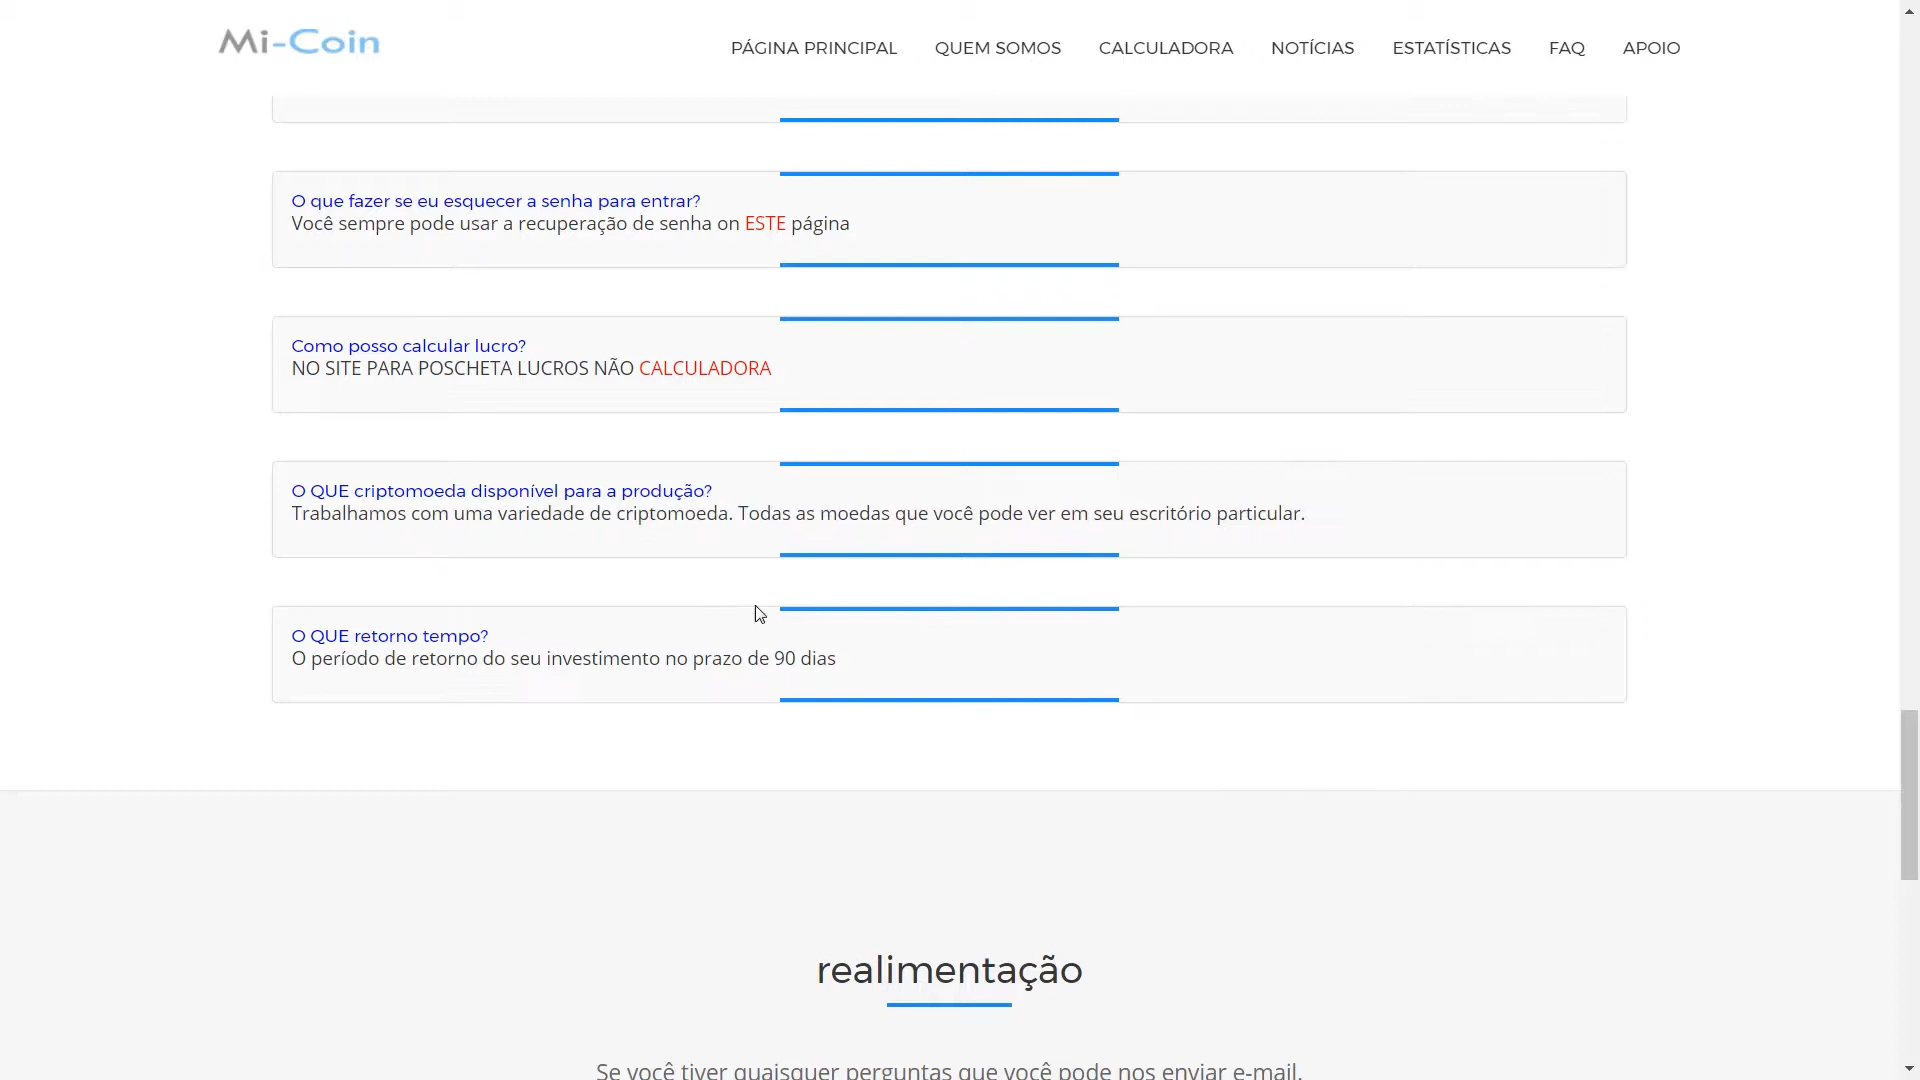 Mi-Coin
PÁGINA PRINCIPAL QUEM SOMOS CALCULADORA NOTÍCIAS ESTATÍSTICAS FAQ APOIO
O que fazer se eu esquecer a senha para entrar?
Você sempre pode usar a recuperação de senha on ESTE página
Como posso calcular lucro?
NO SITE PARA POSCHETA LUCROS NÃO CALCULADORA
O QUE criptomoeda disponível para a produção?
Trabalhamos com uma variedade de criptomoeda. Todas as moedas que você pode ver em seu escritório particular.
O QUE retorno tempo?
O período de retorno do seu investimento no prazo de 90 dias
realimentação
Se você tiver quaisquer perguntas que você pode nos enviar e-mail.